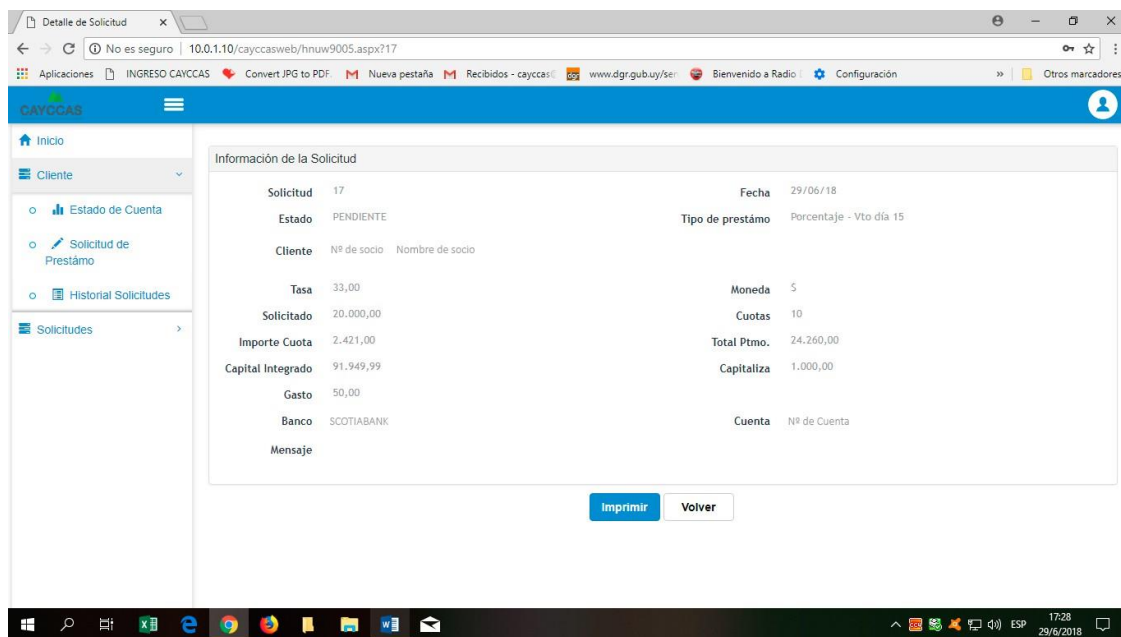 Detalle de Solicitud
No es seguro | 10.0.1.10/cayccasweb/hnuw9005.aspx?17
Aplicaciones INGRESO CAYCCAS Convert JPG to PDF. Nueva pestaña Recibidos - cayccas www.dgr.gub.uy/ser Bienvenido a Radio Configuración » Otros marcadores
CAYCCAS
Inicio
Información de la Solicitud
Cliente
Solicitud 17 Fecha 29/06/18
Estado de Cuenta
Estado PENDIENTE Tipo de prestámo Porcentaje - Vto día 15
Solicitud de
Prestámo
Cliente Nº de socio Nombre de socio
Historial Solicitudes
Tasa 33,00 Moneda $
Solicitado 20.000,00 Cuotas 10
Solicitudes
Importe Cuota 2.421,00 Total Ptmo. 24.260,00
Capital Integrado 91.949,99 Capitaliza 1.000,00
Gasto 50,00
Banco SCOTIABANK Cuenta Nº de Cuenta
Mensaje
Imprimir Volver
ESP
17:28
29/6/2018